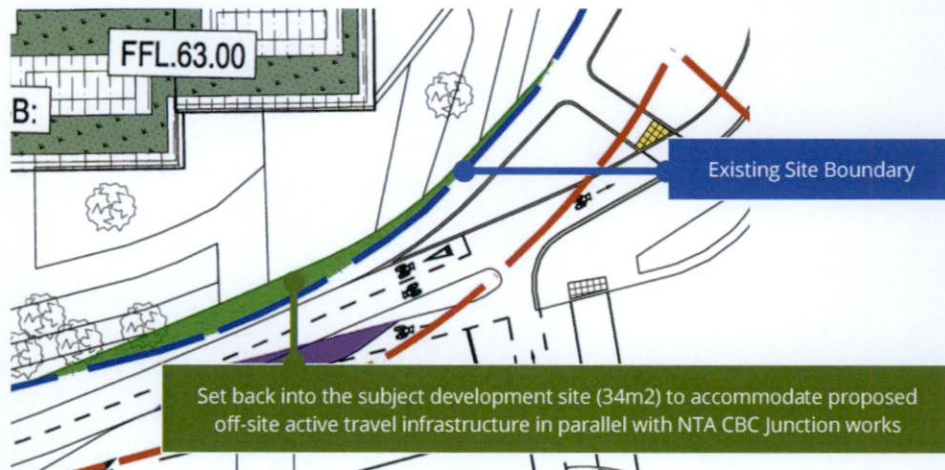 FFL.63.00
B:
Existing Site Boundary
Set back into the subject development site (34m2) to accommodate proposed
off-site active travel infrastructure in parallel with NTA CBC Junction works